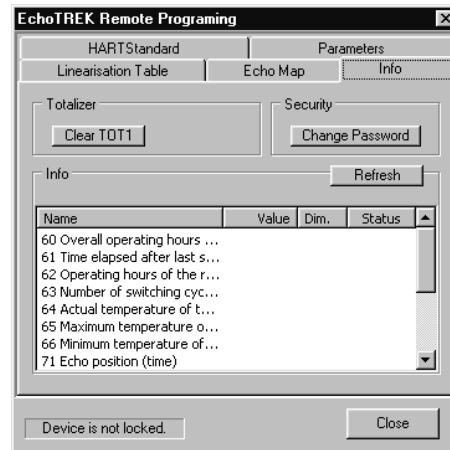 EchoTREK Remote Programing
HARTStandard Parameters
Linearisation Table Echo Map Info
Totalizer Security
Clear TOT1 Change Password
Info Refresh
Name Value Dim. Status
60 Overall operating hours ...
61 Time elapsed after last s...
62 Operating hours of the r...
63 Number of switching cyc...
64 Actual temperature of t...
65 Maximum temperature o...
66 Minimum temperature of...
71 Echo position (time)
Device is not locked. Close